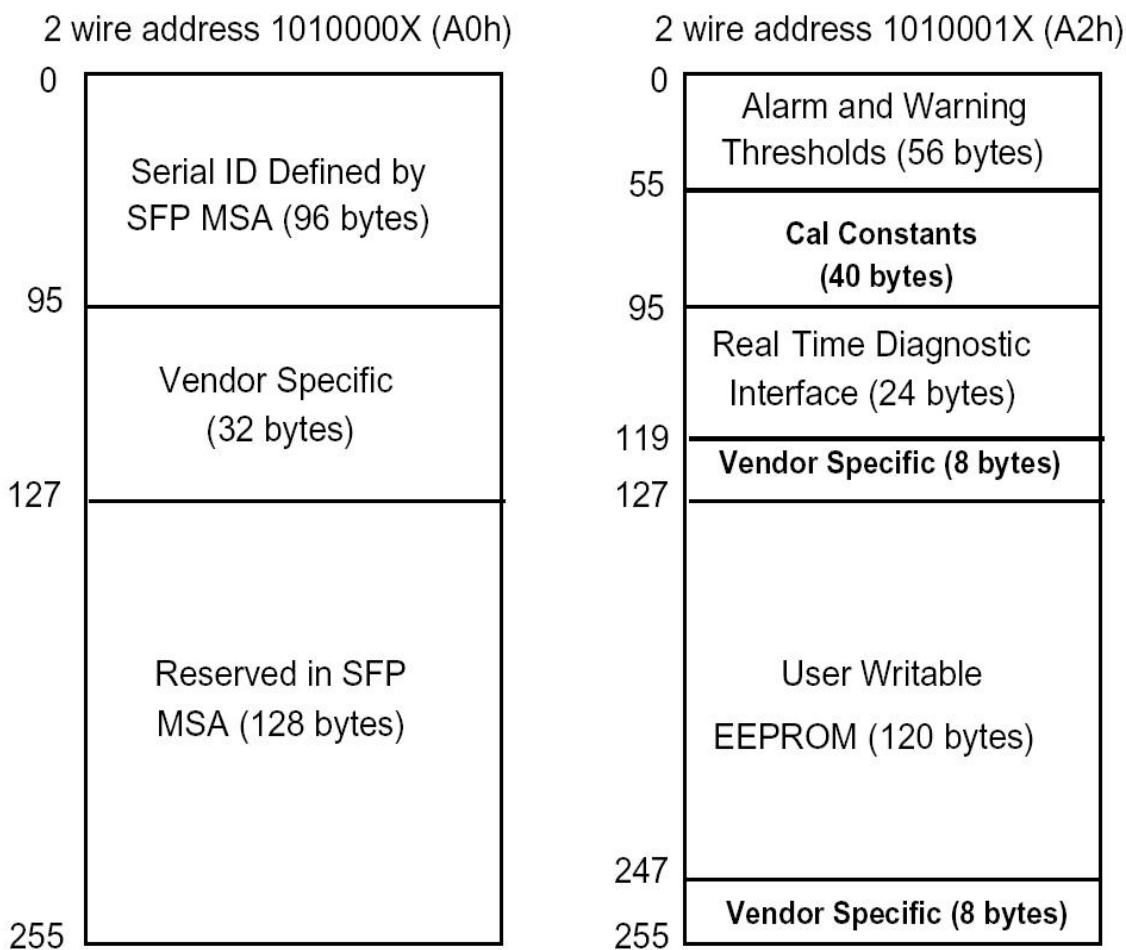 2 wire address 1010000X (A0h)
0
Serial ID Defined by
SFP MSA (96 bytes)
95
Vendor Specific
(32 bytes)
127
Reserved in SFP
MSA (128 bytes)
255
2 wire address 1010001X (A2h)
0
Alarm and Warning
Thresholds (56 bytes)
55
Cal Constants
(40 bytes)
95
Real Time Diagnostic
Interface (24 bytes)
119
Vendor Specific (8 bytes)
127
User Writable
EEPROM (120 bytes)
247
Vendor Specific (8 bytes)
255